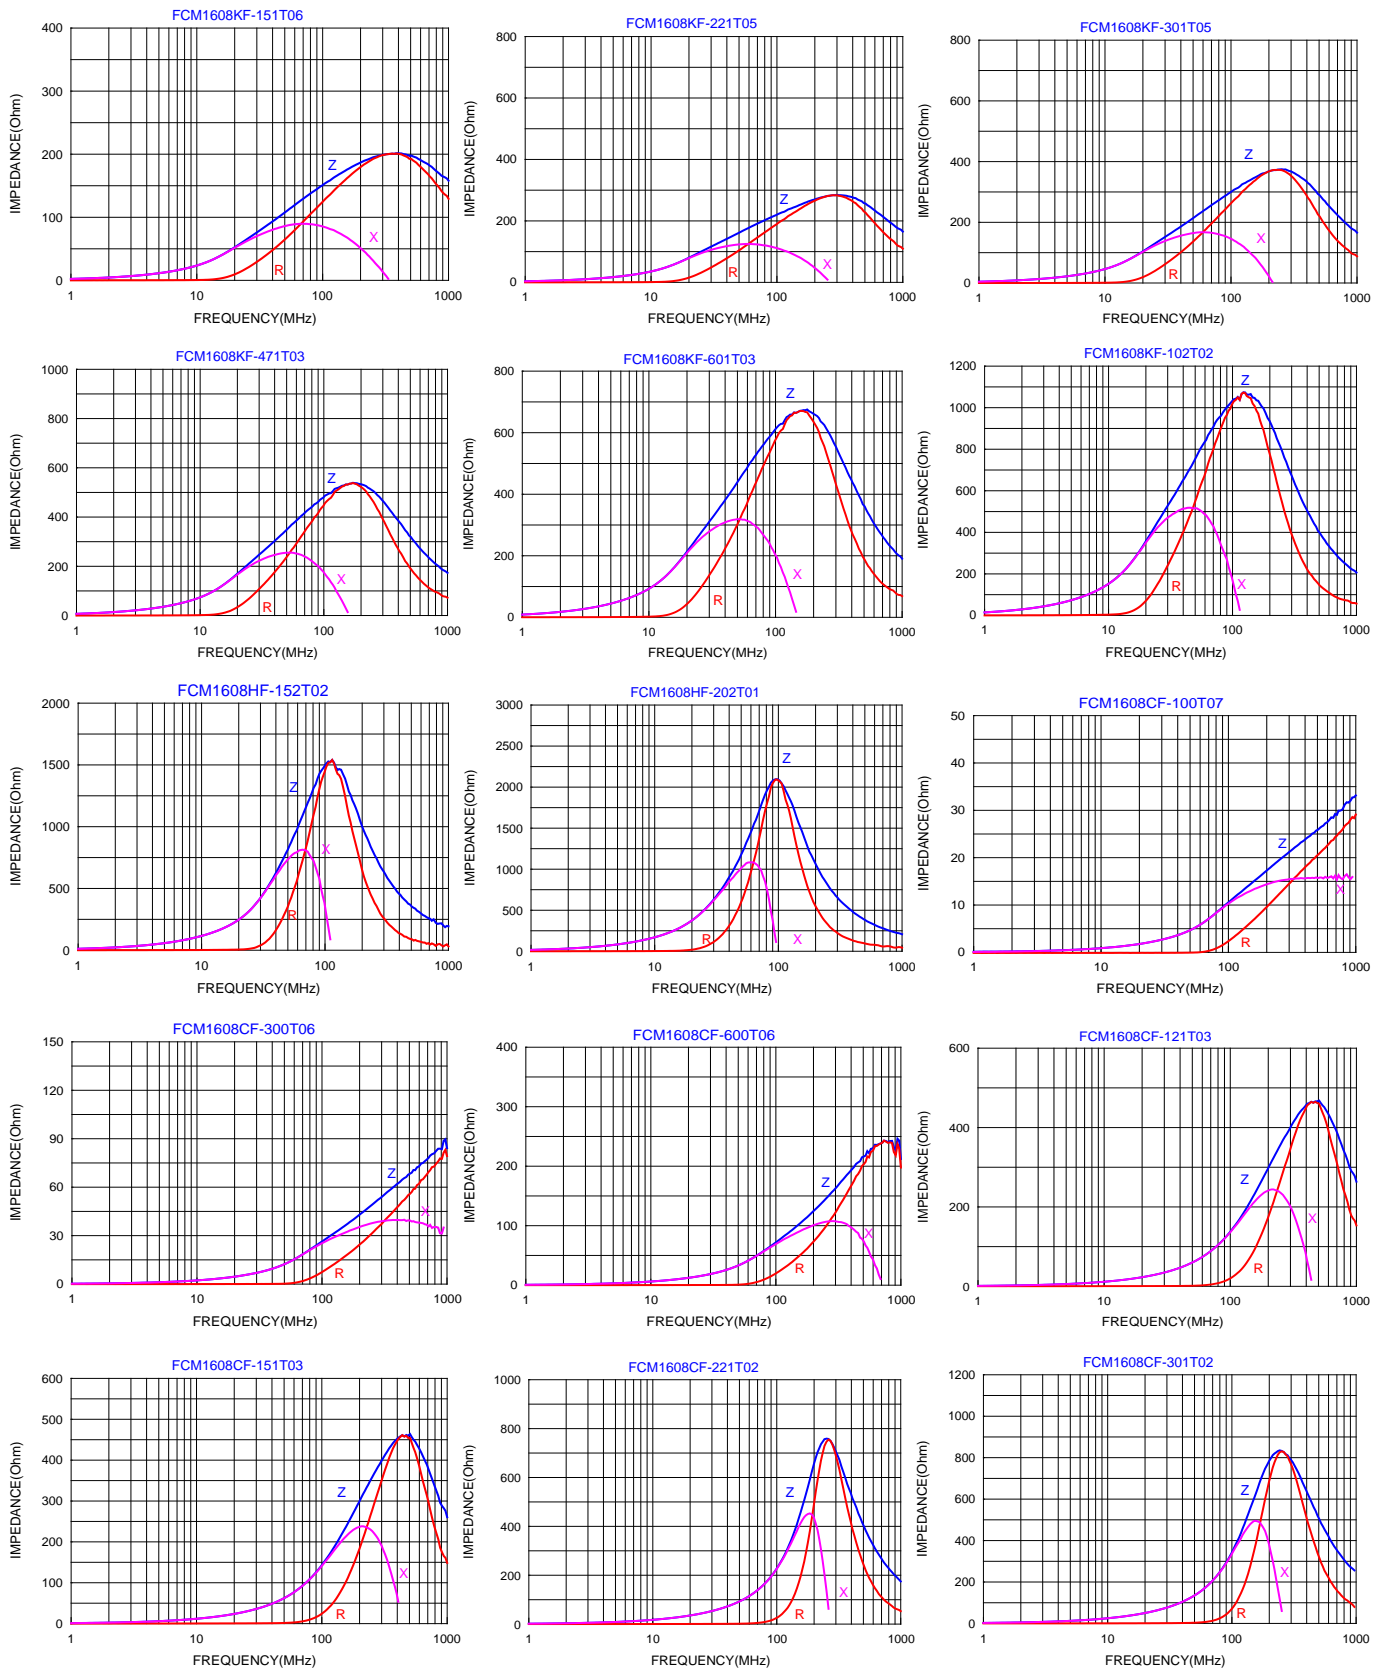 FCM1608KF-151T06
400
300
200
100
0
1
10
100
1000
IMPEDANCE(Ohm)
FREQUENCY(MHz)
Z
R
X
FCM1608KF-221T05
800
600
400
200
0
1
10
100
1000
IMPEDANCE(Ohm)
FREQUENCY(MHz)
Z
R
X
FCM1608KF-301T05
800
600
400
200
0
1
10
100
1000
IMPEDANCE(Ohm)
FREQUENCY(MHz)
Z
R
X
FCM1608KF-471T03
1000
800
600
400
200
0
1
10
100
1000
IMPEDANCE(Ohm)
FREQUENCY(MHz)
Z
R
X
FCM1608KF-601T03
800
600
400
200
0
1
10
100
1000
IMPEDANCE(Ohm)
FREQUENCY(MHz)
Z
R
X
FCM1608KF-102T02
1200
1000
800
600
400
200
0
1
10
100
1000
IMPEDANCE(Ohm)
FREQUENCY(MHz)
Z
R
X
FCM1608HF-152T02
2000
1500
1000
500
0
1
10
100
1000
IMPEDANCE(Ohm)
FREQUENCY(MHz)
Z
R
X
FCM1608HF-202T01
3000
2500
2000
1500
1000
500
0
1
10
100
1000
IMPEDANCE(Ohm)
FREQUENCY(MHz)
Z
R
X
FCM1608CF-100T07
50
40
30
20
10
0
1
10
100
1000
IMPEDANCE(Ohm)
FREQUENCY(MHz)
Z
R
X
FCM1608CF-300T06
150
120
90
60
30
0
1
10
100
1000
IMPEDANCE(Ohm)
FREQUENCY(MHz)
Z
R
X
FCM1608CF-600T06
400
300
200
100
0
1
10
100
1000
IMPEDANCE(Ohm)
FREQUENCY(MHz)
Z
R
X
FCM1608CF-121T03
600
400
200
0
1
10
100
1000
IMPEDANCE(Ohm)
FREQUENCY(MHz)
Z
R
X
FCM1608CF-151T03
600
500
400
300
200
100
0
1
10
100
1000
IMPEDANCE(Ohm)
FREQUENCY(MHz)
Z
R
X
FCM1608CF-221T02
1000
800
600
400
200
0
1
10
100
1000
IMPEDANCE(Ohm)
FREQUENCY(MHz)
Z
R
X
FCM1608CF-301T02
1200
1000
800
600
400
200
0
1
10
100
1000
IMPEDANCE(Ohm)
FREQUENCY(MHz)
Z
R
X